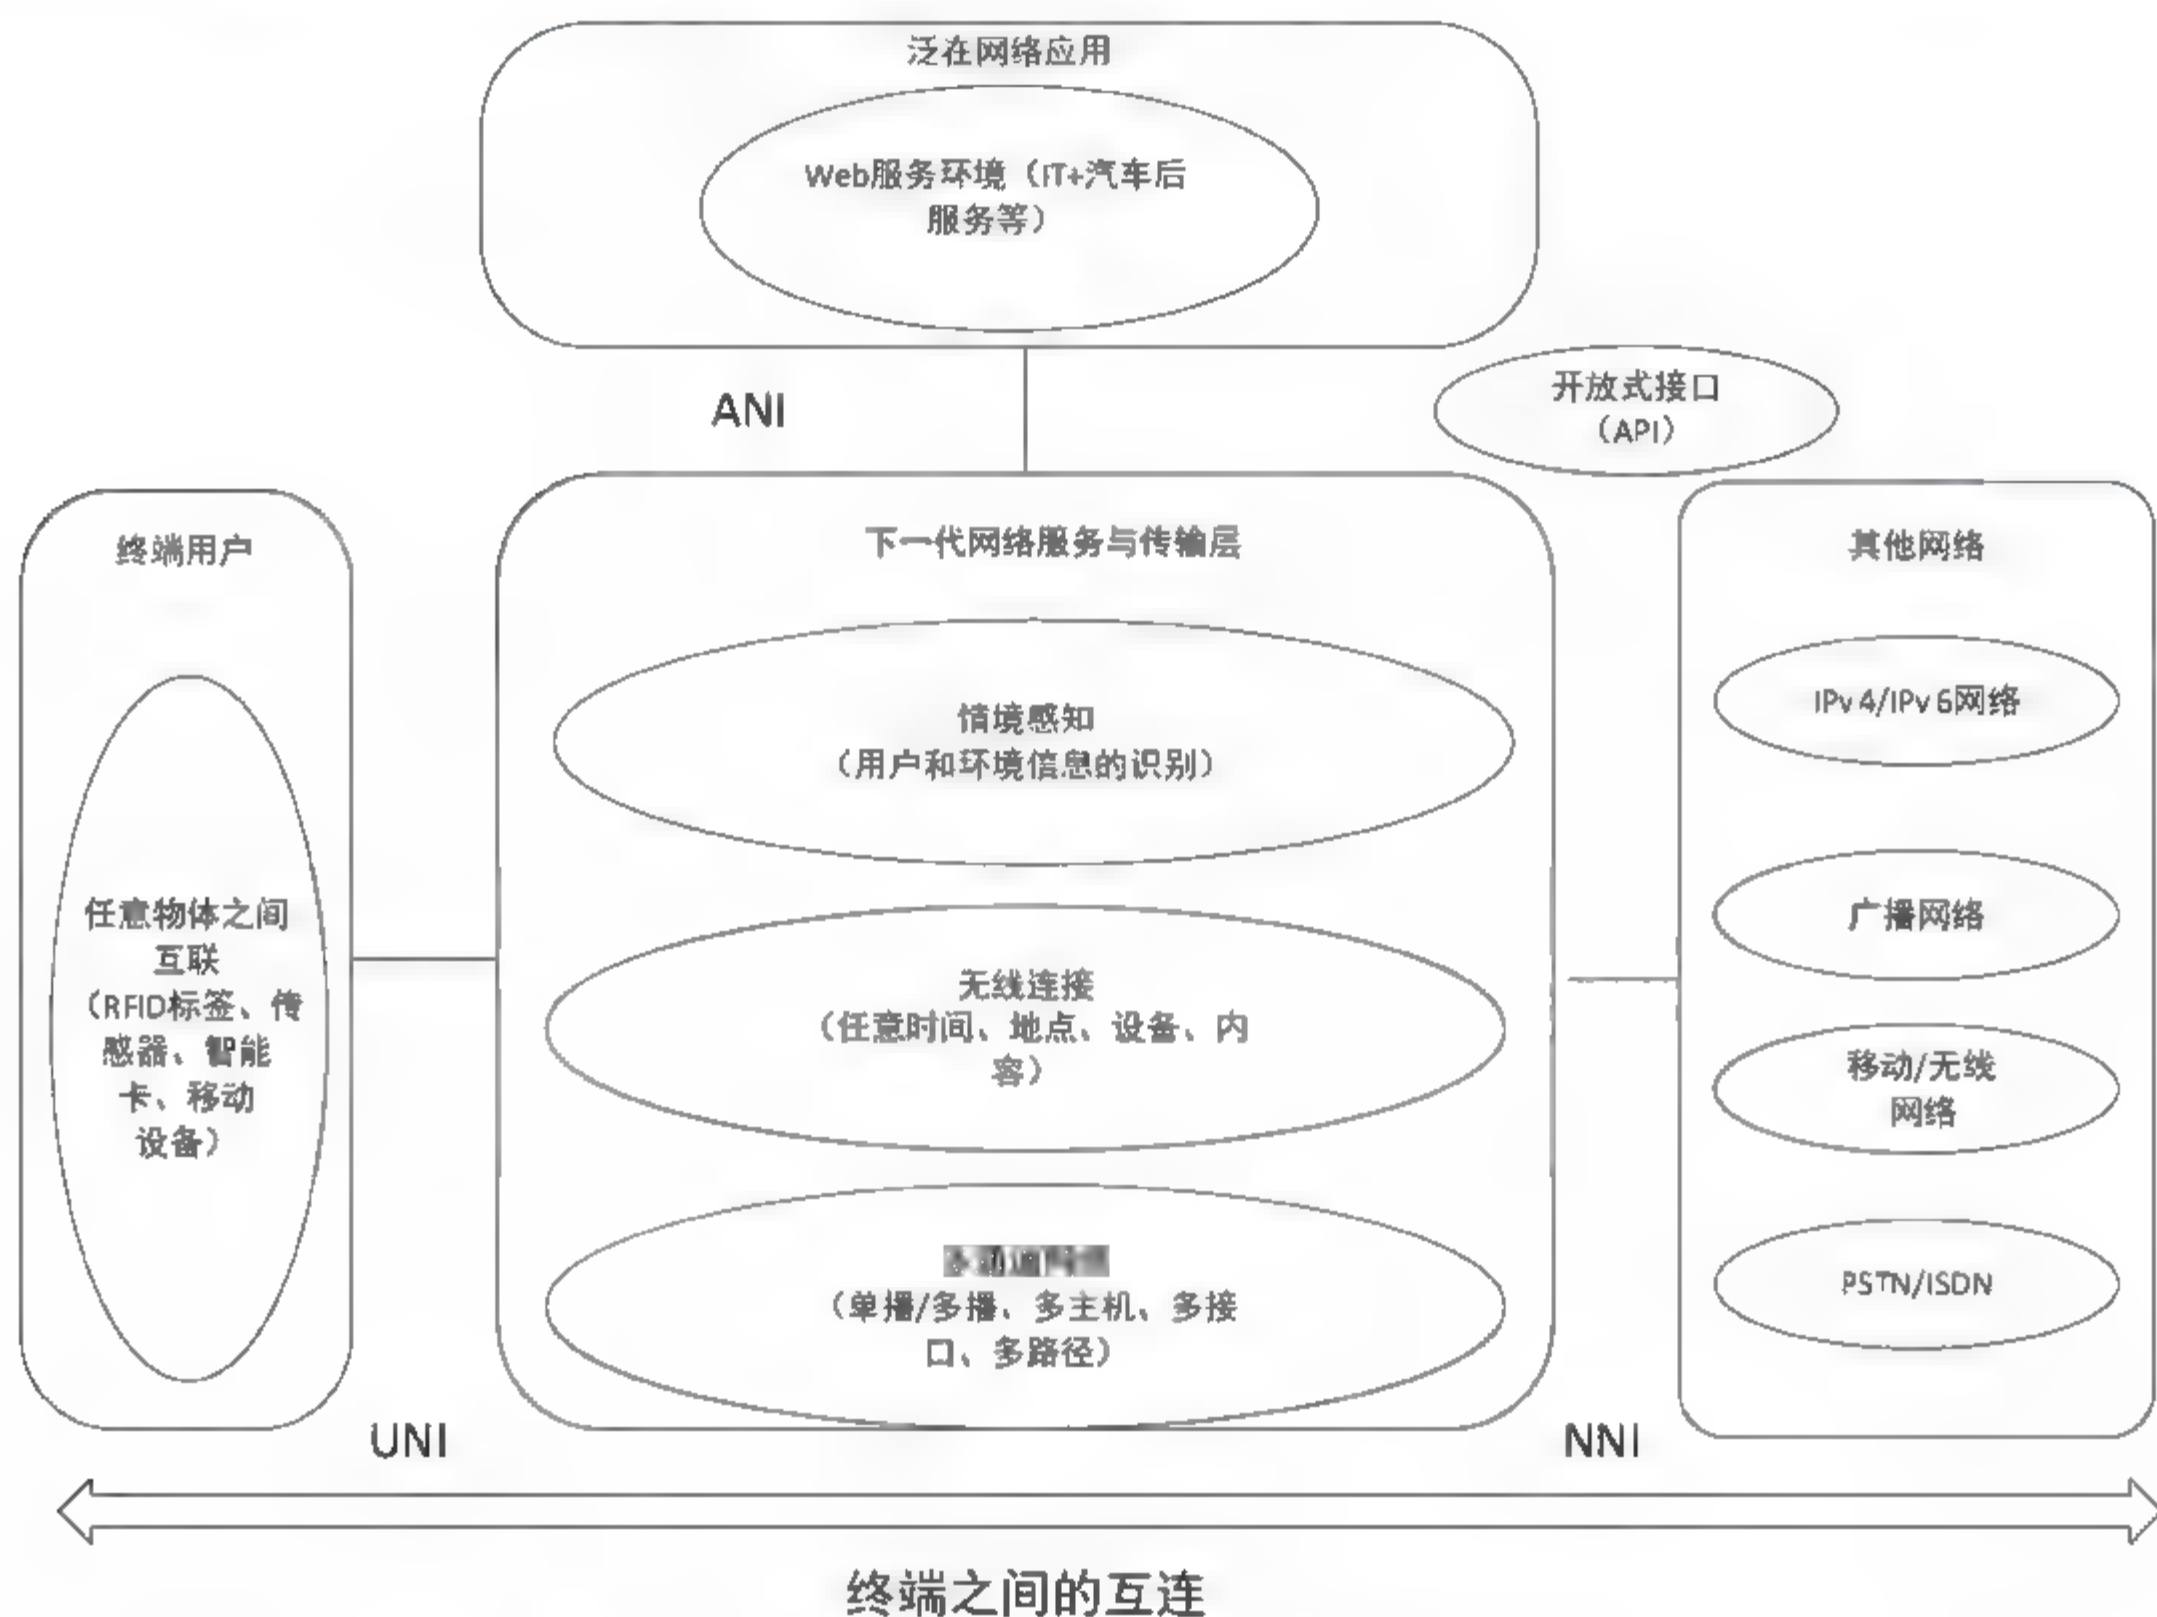 泛在网络应用
Web服务环境（IT+汽车后
服务等）
ANI
开放式接口
（API）
终端用户
任意物体之间
互联
（RFID标签、传
感器、智能
卡、移动
设备）
下一代网络服务与传输层
情境感知
（用户和环境信息的识别）
无线连接
（任意时间、地点、设备、内
容）
（单播/多播、多主机、多接
口、多路径）
其他网络
IPv4/IPv6网络
广播网络
移动/无线
网络
PSTN/ISDN
UNI
NNI
终端之间的互连